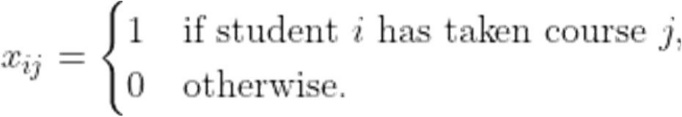 x_{ij} = { 1 if student i has taken course j,
0 otherwise.